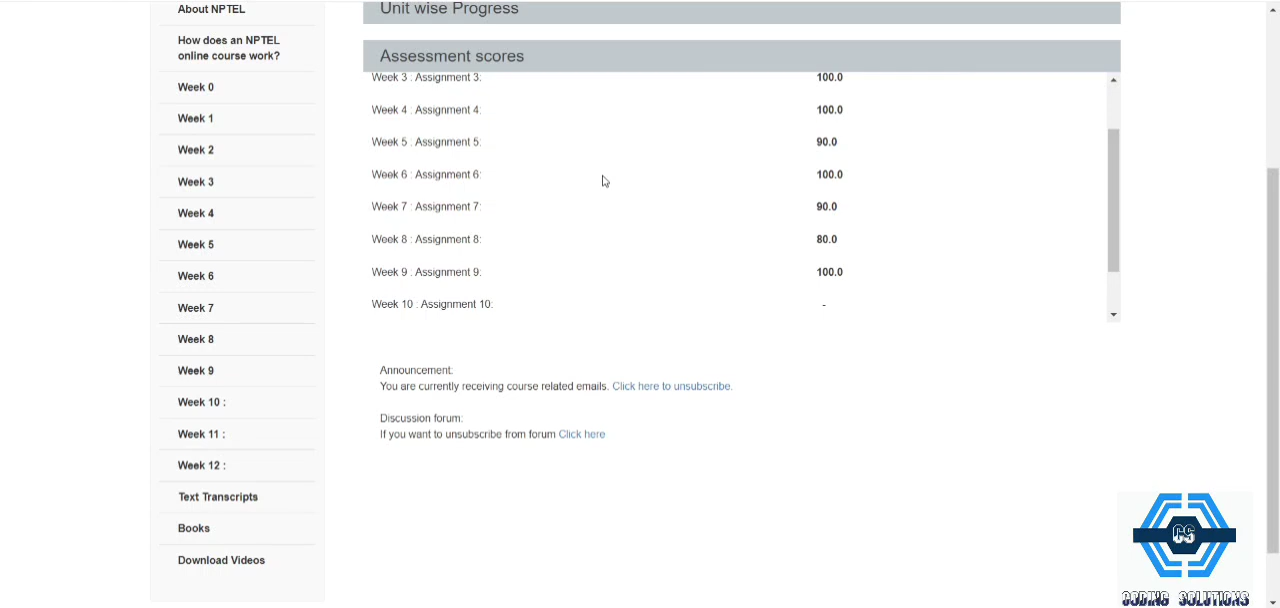 About NPTEL
How does an NPTEL
online course work?
Week 0
Week 1
Week 2
Week 3
Week 4
Week 5
Week 6
Week 7
Week 8
Week 9
Week 10 :
Week 11 :
Week 12 :
Text Transcripts
Books
Download Videos
Unit wise Progress
Assessment scores
Week 3 : Assignment 3: 100.0
Week 4 : Assignment 4: 100.0
Week 5 : Assignment 5: 90.0
Week 6 : Assignment 6: 100.0
Week 7 : Assignment 7: 90.0
Week 8 : Assignment 8: 80.0
Week 9 : Assignment 9: 100.0
Week 10 : Assignment 10: -
Announcement:
You are currently receiving course related emails. Click here to unsubscribe.
Discussion forum:
If you want to unsubscribe from forum Click here
CS
CODING SOLUTIONS